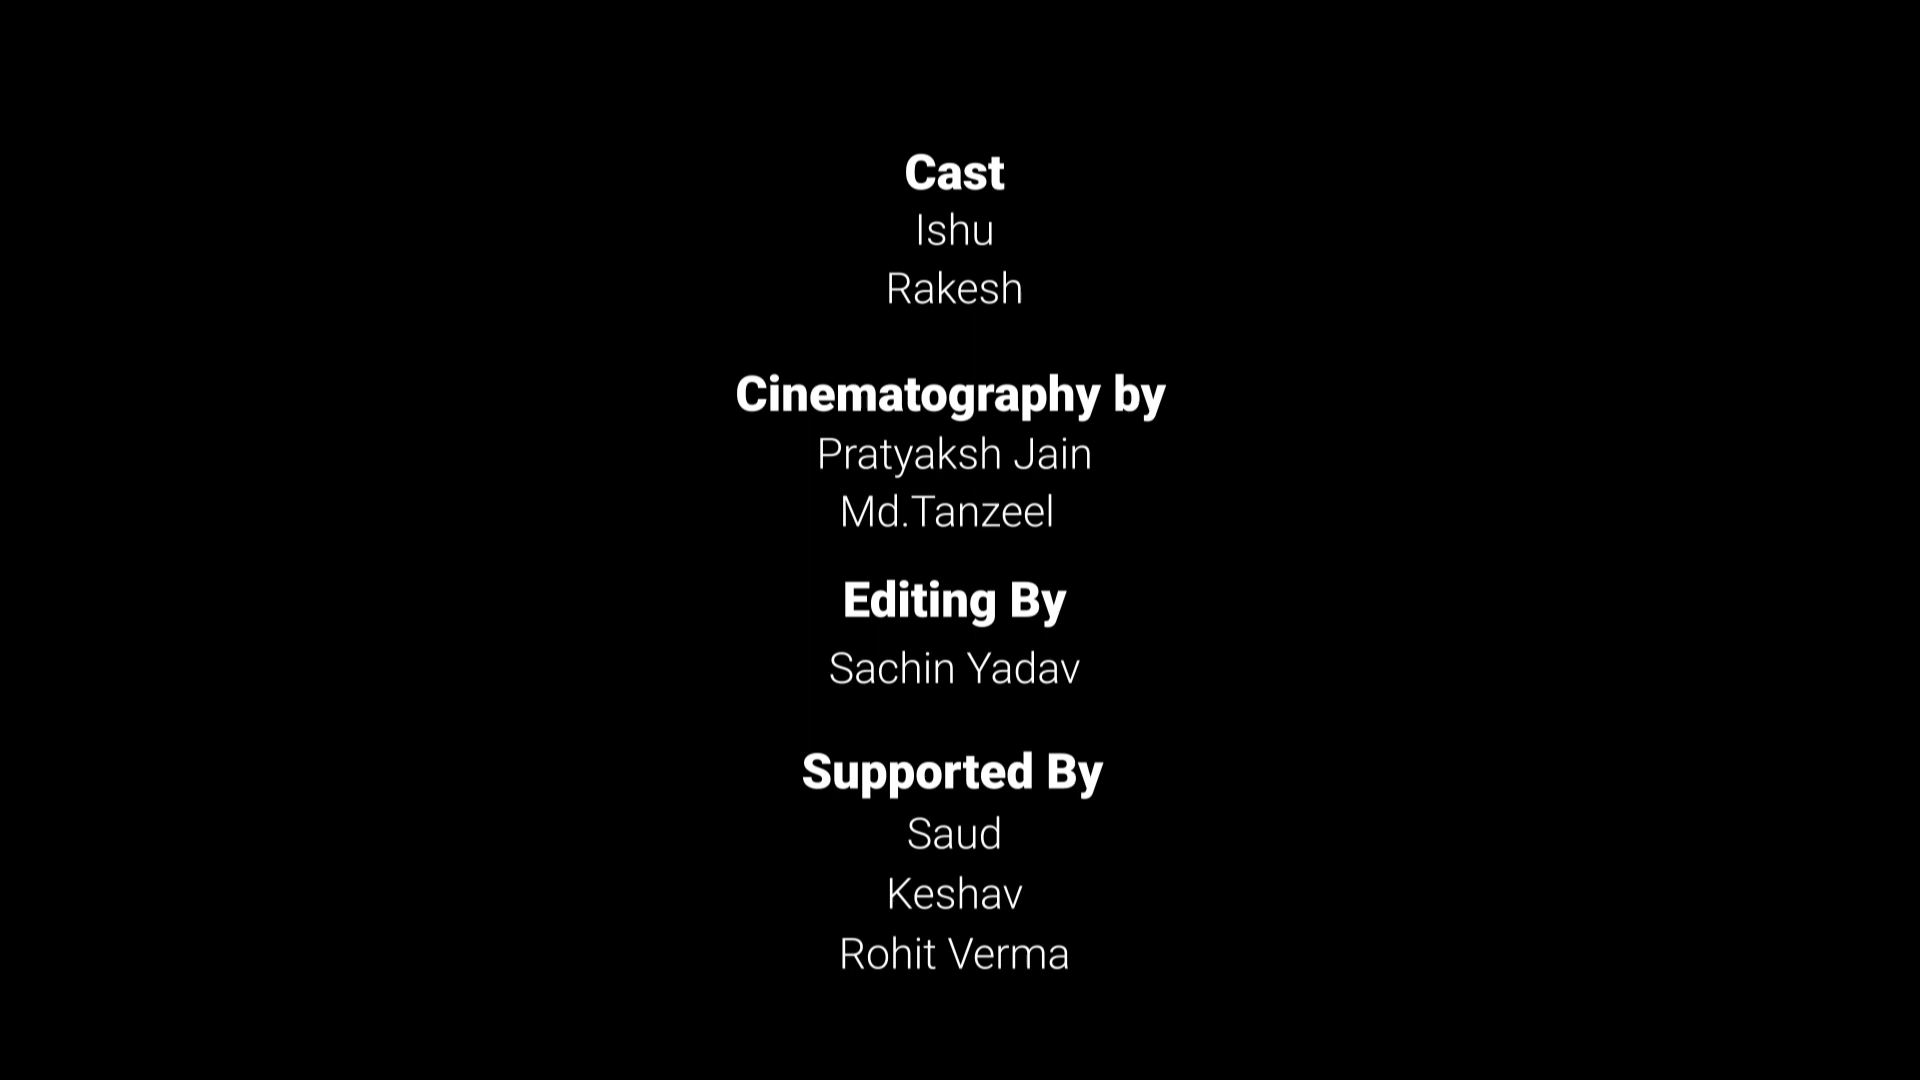 Cast
Ishu
Rakesh
Cinematography by
Pratyaksh Jain
Md.Tanzeel
Editing By
Sachin Yadav
Supported By
Saud
Keshav
Rohit Verma